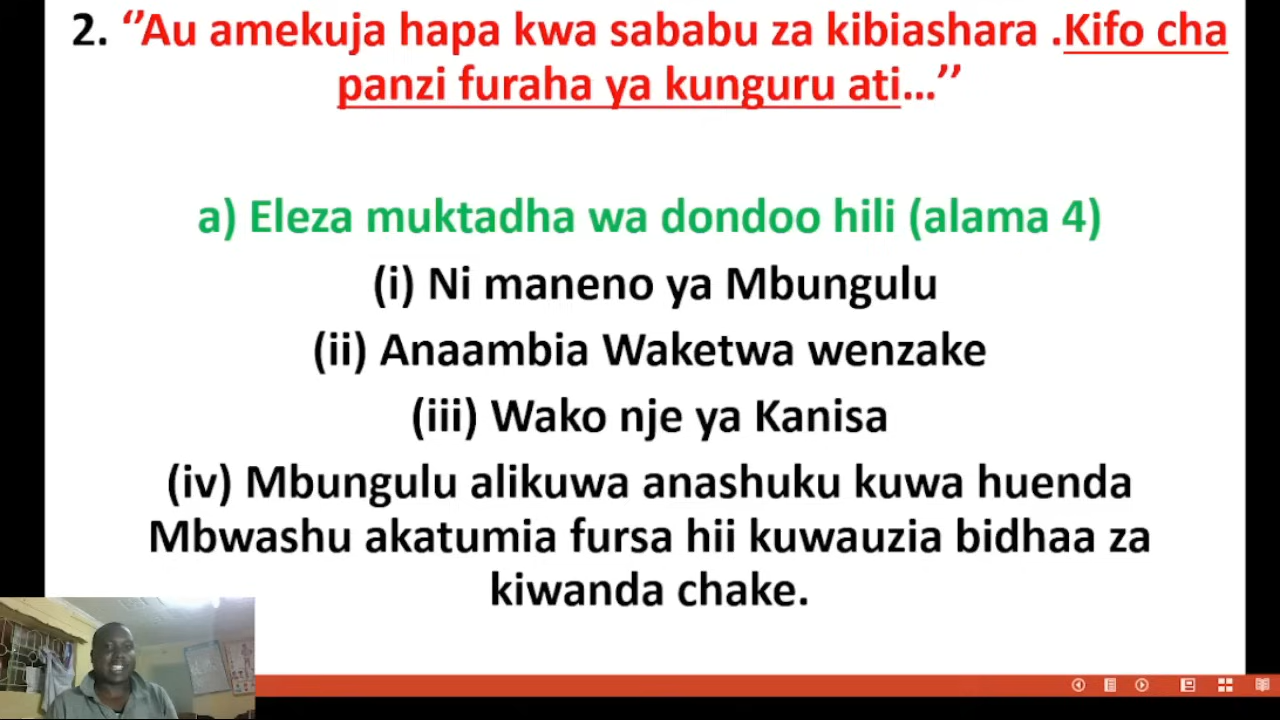 2. ‘’Au amekuja hapa kwa sababu za kibiashara .Kifo cha
panzi furaha ya kunguru ati…’’
a) Eleza muktadha wa dondoo hili (alama 4)
(i) Ni maneno ya Mbungulu
(ii) Anaambia Waketwa wenzake
(iii) Wako nje ya Kanisa
(iv) Mbungulu alikuwa anashuku kuwa huenda
Mbwashu akatumia fursa hii kuwauzia bidhaa za
kiwanda chake.